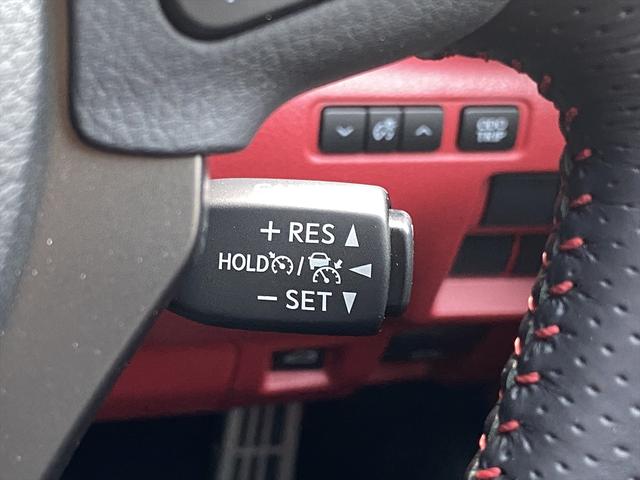 ODO
TRIP
+ RES ▲
HOLD / ◀
− SET ▼